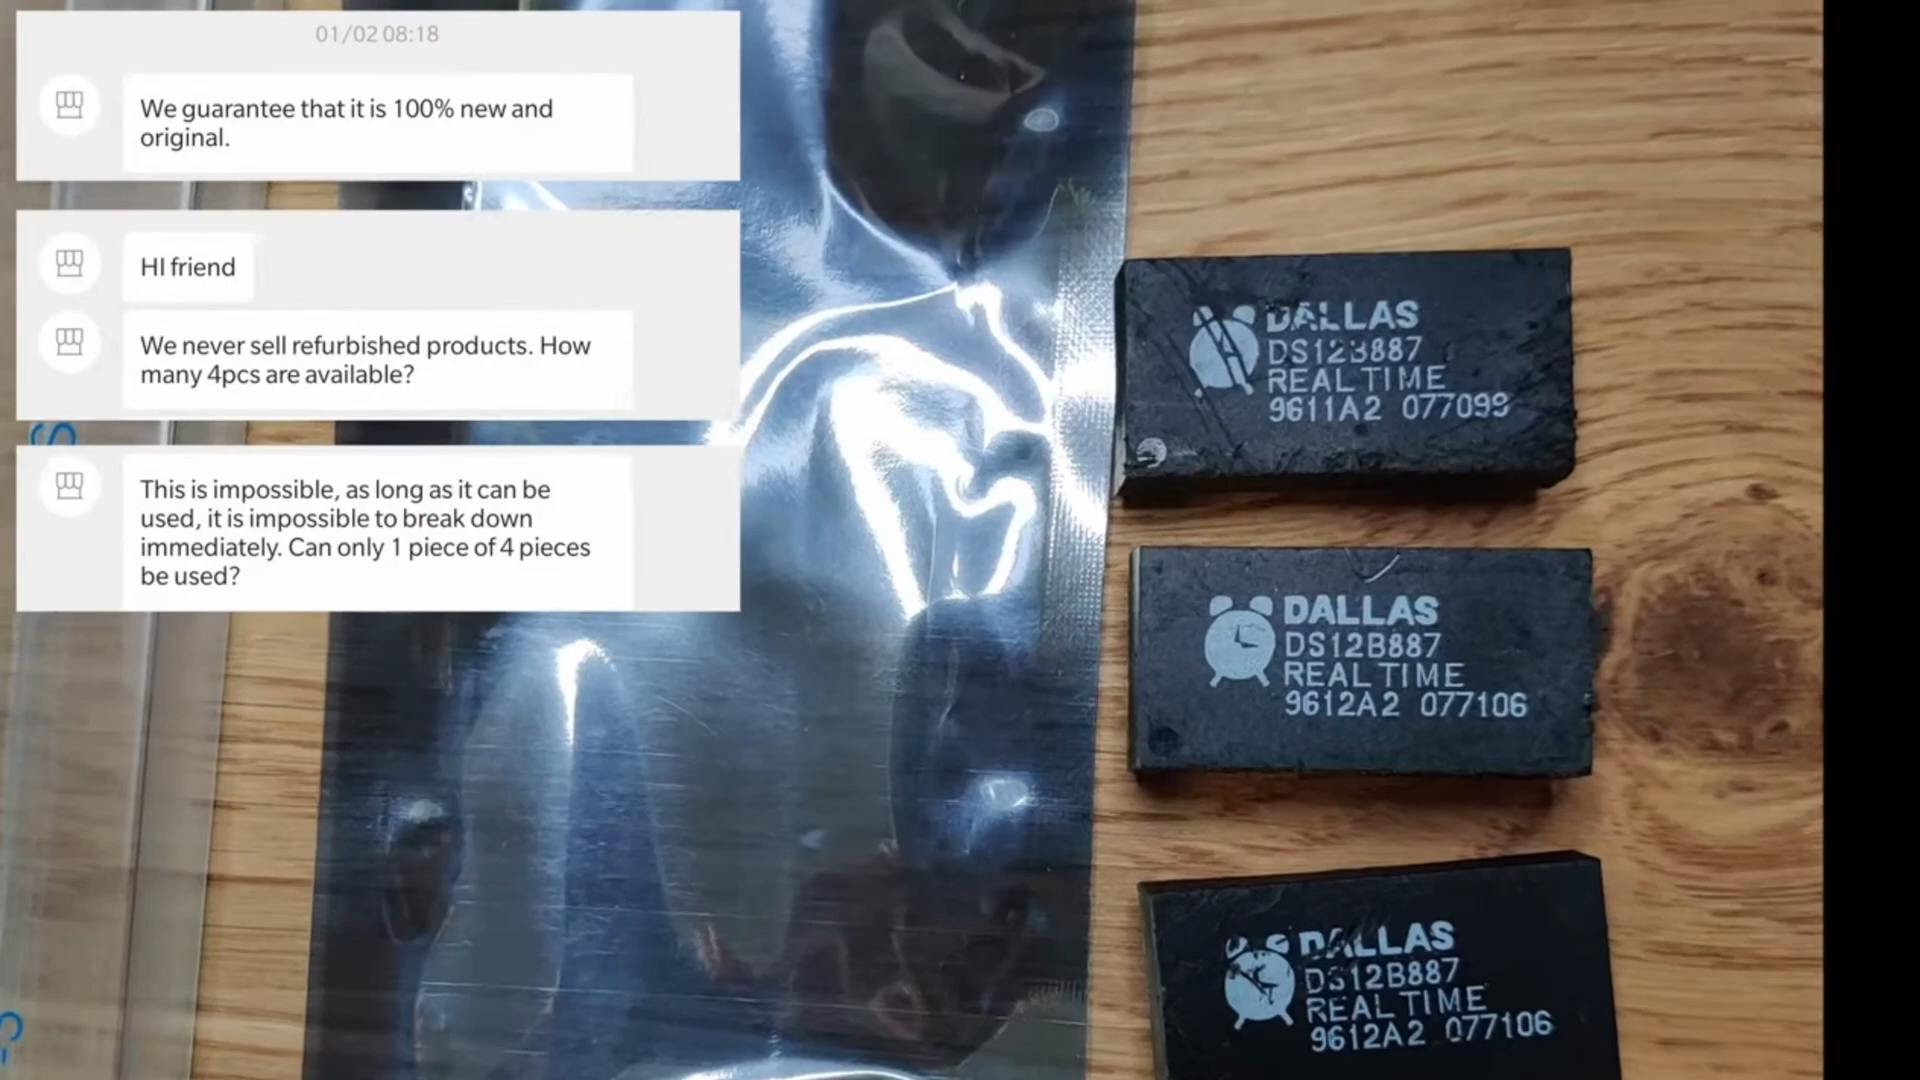 01/02 08:18
We guarantee that it is 100% new and
original.
HI friend
We never sell refurbished products. How
many 4pcs are available?
This is impossible, as long as it can be
used, it is impossible to break down
immediately. Can only 1 piece of 4 pieces
be used?
DALLAS
DS12B887
REAL TIME
9611A2 077099
DALLAS
DS12B887
REAL TIME
9612A2 077106
DALLAS
DS12B887
REAL TIME
9612A2 077106